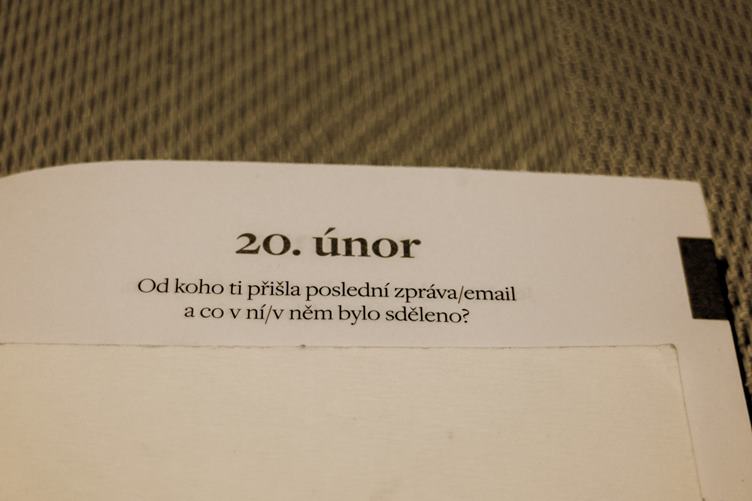 20. únor
Od koho ti přišla poslední zpráva/email
a co v ní/v něm bylo sděleno?